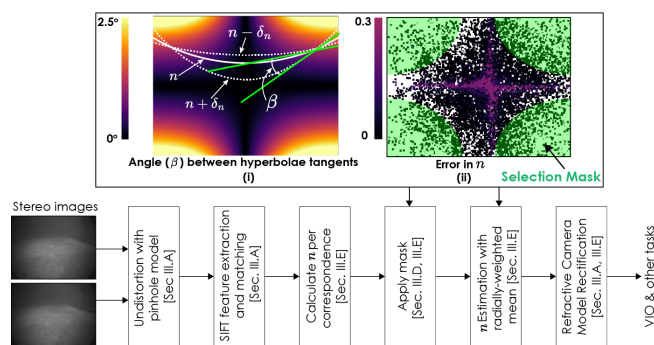 2.5°
0°
n − δₙ
n
n + δₙ
β
Angle (β) between hyperbolae tangents
(i)
0.3
0
Error in n
(ii)
Selection Mask
Stereo images
Undistortion with
pinhole model
[Sec III.A]
SIFT feature extraction
and matching
[Sec. III.A]
Calculate n per
correspondence
[Sec. III.E]
Apply mask
[Sec. III.D, III.E]
n Estimation with
radially-weighted
mean [Sec. III.E]
Refractive Camera
Model Rectification
[Sec. III.A, III.E]
VIO & other tasks